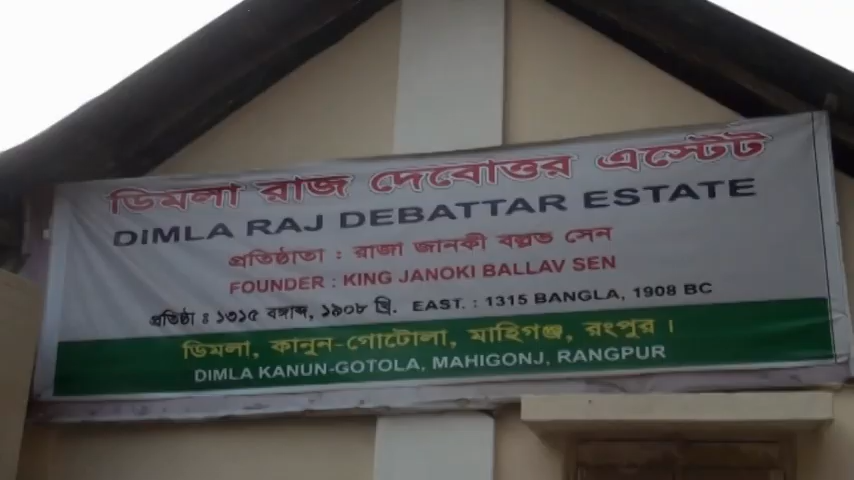 ডিমলা রাজ দেবোত্তর এস্টেট
DIMLA RAJ DEBATTAR ESTATE
প্রতিষ্ঠাতা : রাজা জানকী বল্লভ সেন
FOUNDER : KING JANOKI BALLAV SEN
প্রতিষ্ঠা ঃ ১৩১৫ বঙ্গাব্দ, ১৯০৮ খ্রি. EAST. : 1315 BANGLA, 1908 BC
ডিমলা, কানুন-গোটোলা, মাহিগঞ্জ, রংপুর।
DIMLA KANUN-GOTOLA, MAHIGONJ, RANGPUR